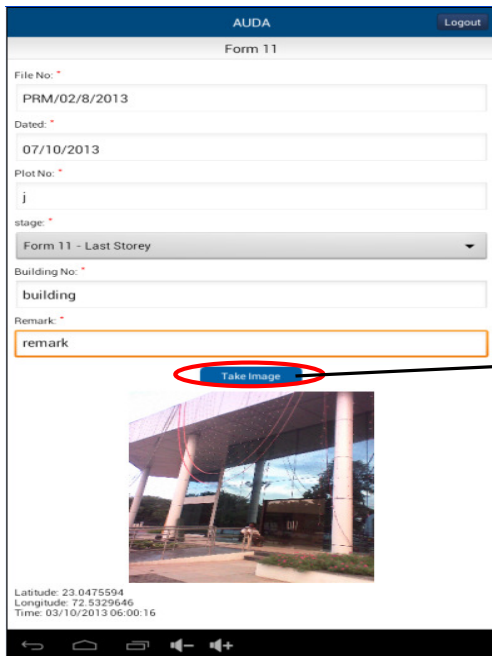 AUDA
Logout
Form 11
File No: *
PRM/02/8/2013
Dated: *
07/10/2013
Plot No: *
j
stage: *
Form 11 - Last Storey
Building No: *
building
Remark: *
remark
Take Image
Latitude: 23.0475594
Longitude: 72.5329646
Time: 03/10/2013 06:00:16